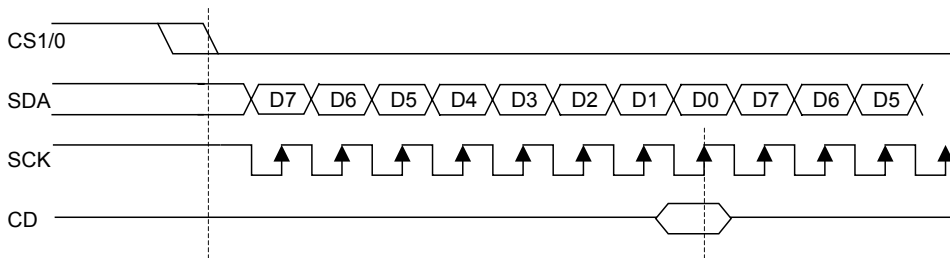 CS1/0
SDA D7 D6 D5 D4 D3 D2 D1 D0 D7 D6 D5
SCK
CD